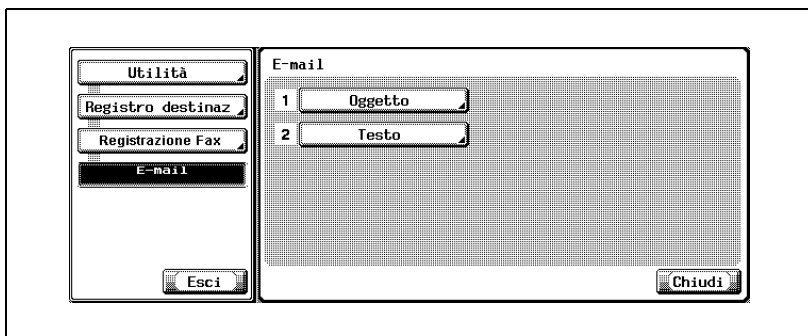 Utilità
Registro destinaz
Registrazione Fax
E-mail
Esci
E-mail
1 Oggetto
2 Testo
Chiudi